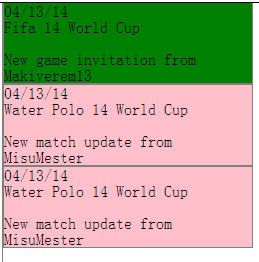 04/13/14
Fifa 14 World Cup
New game invitation from
Makiverem13
04/13/14
Water Polo 14 World Cup
New match update from
MisuMester
04/13/14
Water Polo 14 World Cup
New match update from
MisuMester